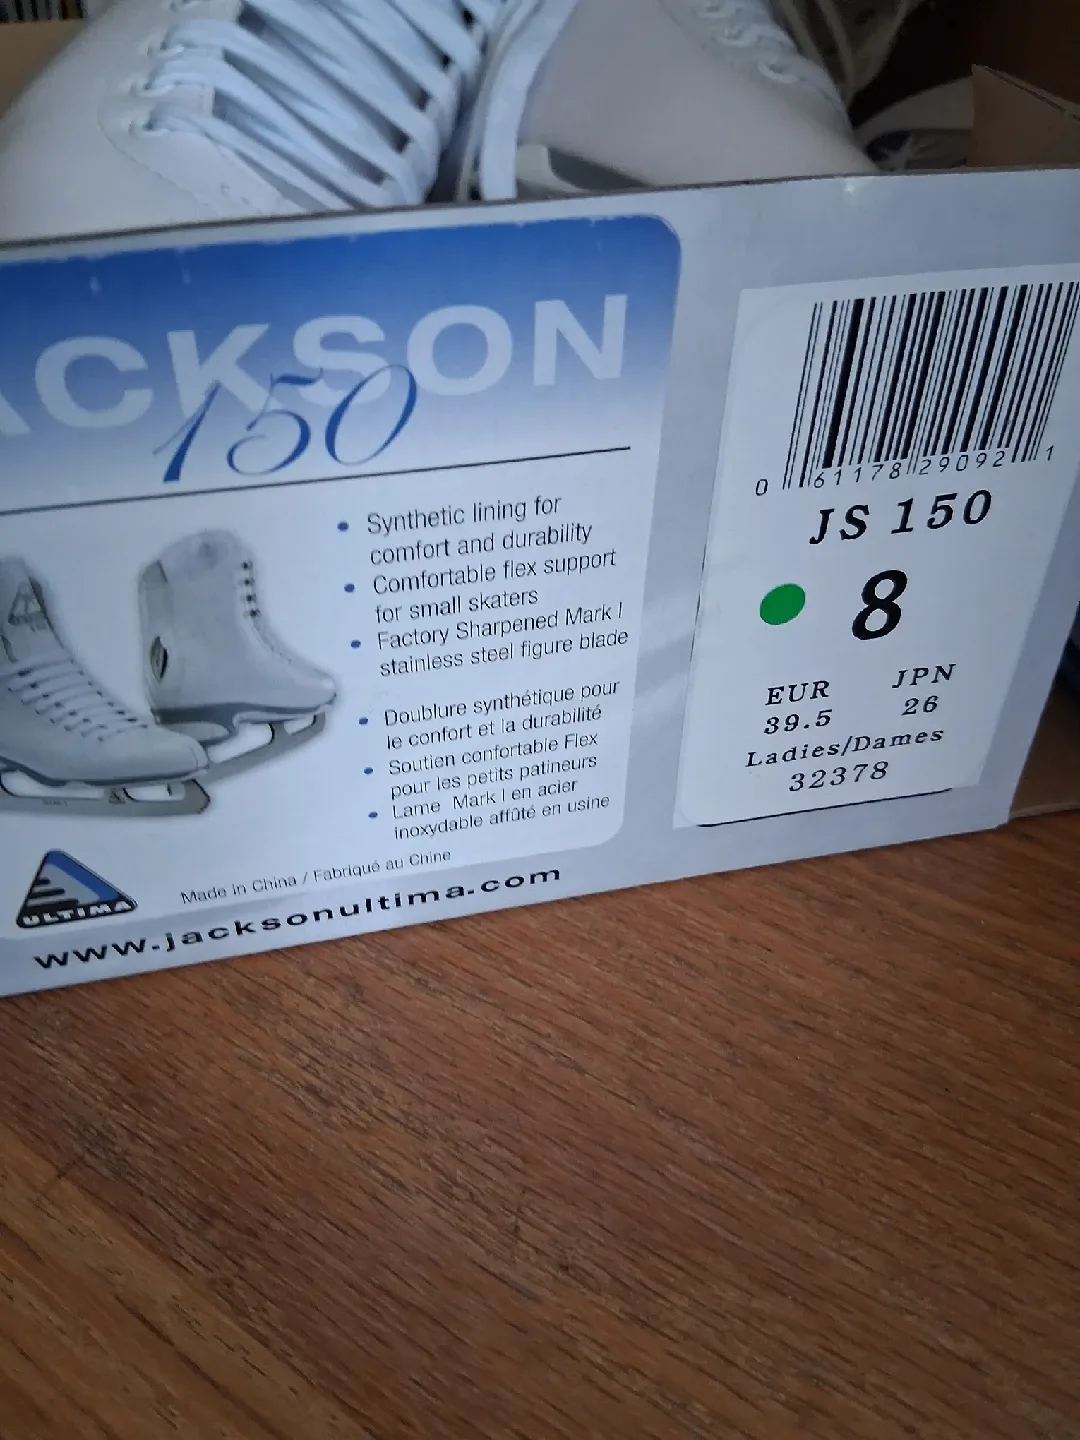 ACKSON
150
Synthetic lining for
comfort and durability
Comfortable flex support
for small skaters
Factory Sharpened Mark I
stainless steel figure blade
Doublure synthétique pour
le confort et la durabilité
Soutien confortable Flex
pour les petits patineurs
Lame Mark I en acier
inoxydable affûté en usine
ULTIMA
Made in China / Fabriqué au Chine
www.jacksonultima.com
0 61178 29092 1
JS 150
8
EUR JPN
39.5 26
Ladies/Dames
32378